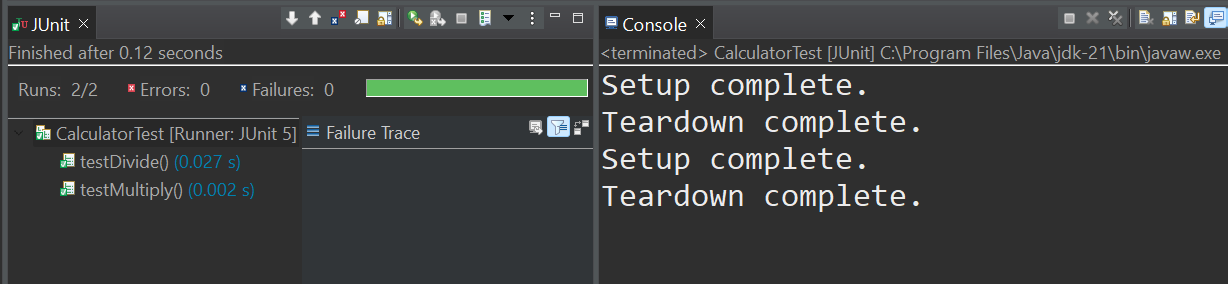 JUnit
Finished after 0.12 seconds
Runs: 2/2 Errors: 0 Failures: 0
CalculatorTest [Runner: JUnit 5]
testDivide() (0.027 s)
testMultiply() (0.002 s)
Failure Trace
Console
<terminated> CalculatorTest [JUnit] C:\Program Files\Java\jdk-21\bin\javaw.exe
Setup complete.
Teardown complete.
Setup complete.
Teardown complete.